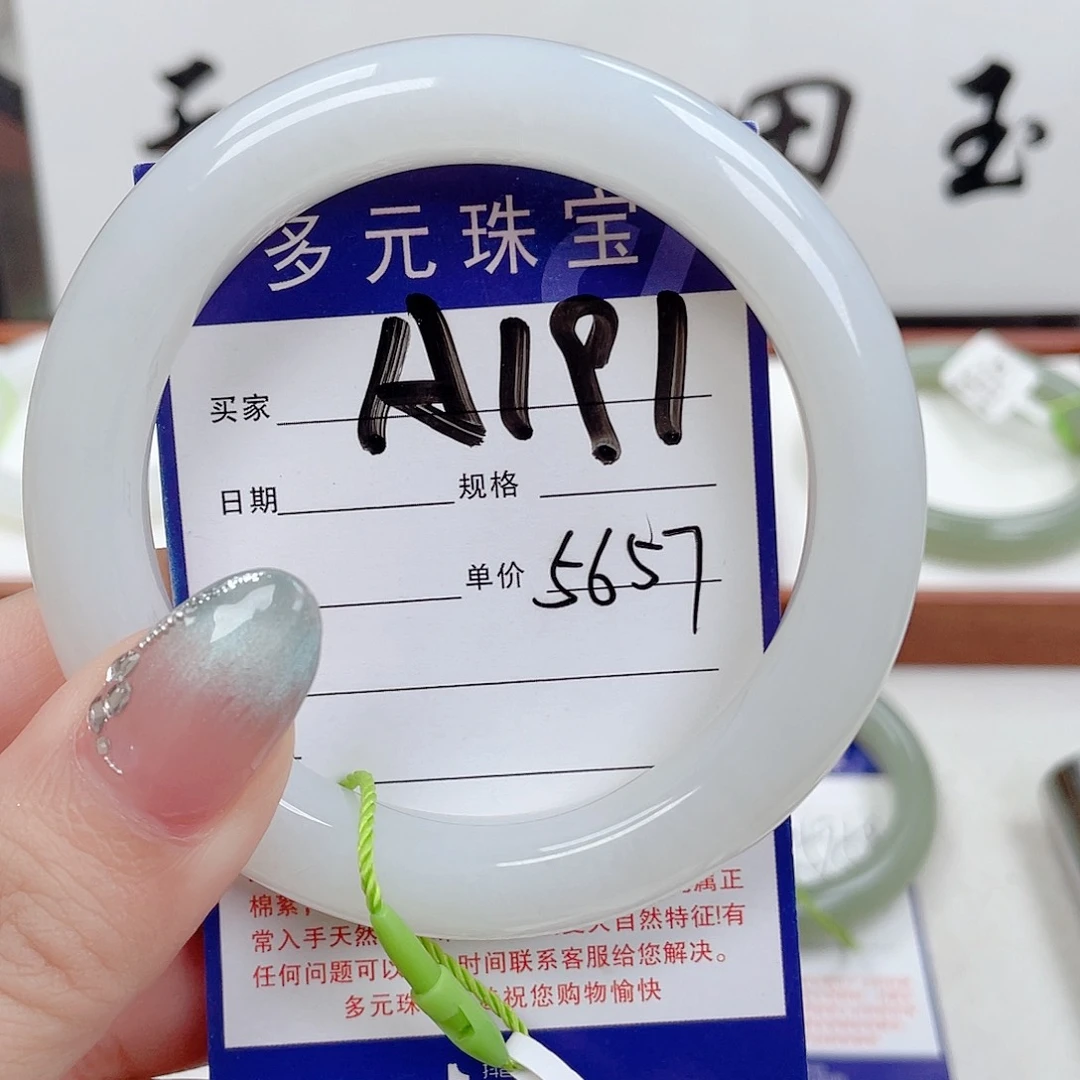 田玉
多元珠宝
A191
买家
日期 规格
单价 5657
棉絮 属正
常入手天然 自然特征!有
任何问题可以 时间联系客服给您解决。
多元珠 祝您购物愉快